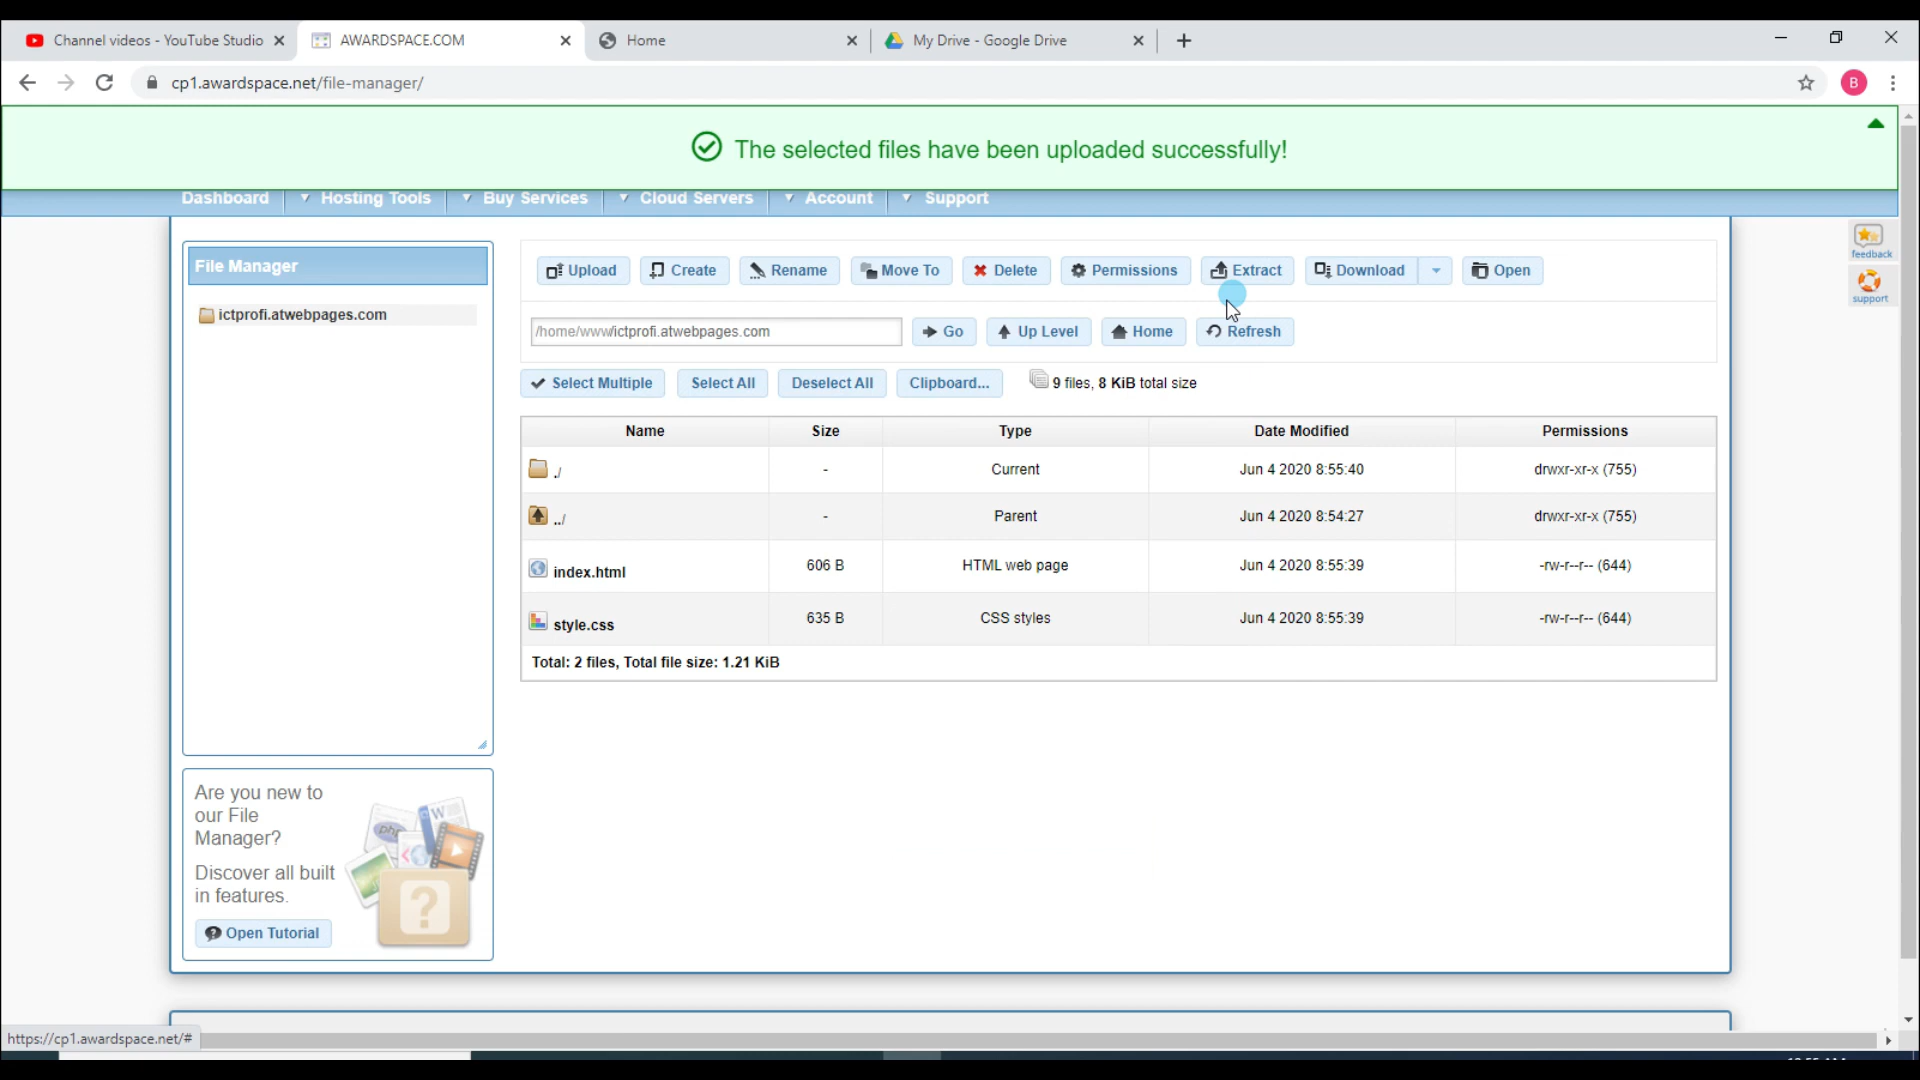 Channel videos - YouTube Studio
AWARDSPACE.COM
Home
My Drive - Google Drive
cp1.awardspace.net/file-manager/
B
The selected files have been uploaded successfully!
Dashboard Hosting Tools Buy Services Cloud Servers Account Support
feedback
support
File Manager
ictprofi.atwebpages.com
Upload Create Rename Move To Delete Permissions Extract Download Open
/home/www/ictprofi.atwebpages.com Go Up Level Home Refresh
Select Multiple Select All Deselect All Clipboard... 9 files, 8 KiB total size
Name Size Type Date Modified Permissions
./ - Current Jun 4 2020 8:55:40 drwxr-xr-x (755)
../ - Parent Jun 4 2020 8:54:27 drwxr-xr-x (755)
index.html 606 B HTML web page Jun 4 2020 8:55:39 -rw-r--r-- (644)
style.css 635 B CSS styles Jun 4 2020 8:55:39 -rw-r--r-- (644)
Total: 2 files, Total file size: 1.21 KiB
Are you new to
our File
Manager?
Discover all built
in features.
Open Tutorial
php
W
?
https://cp1.awardspace.net/#